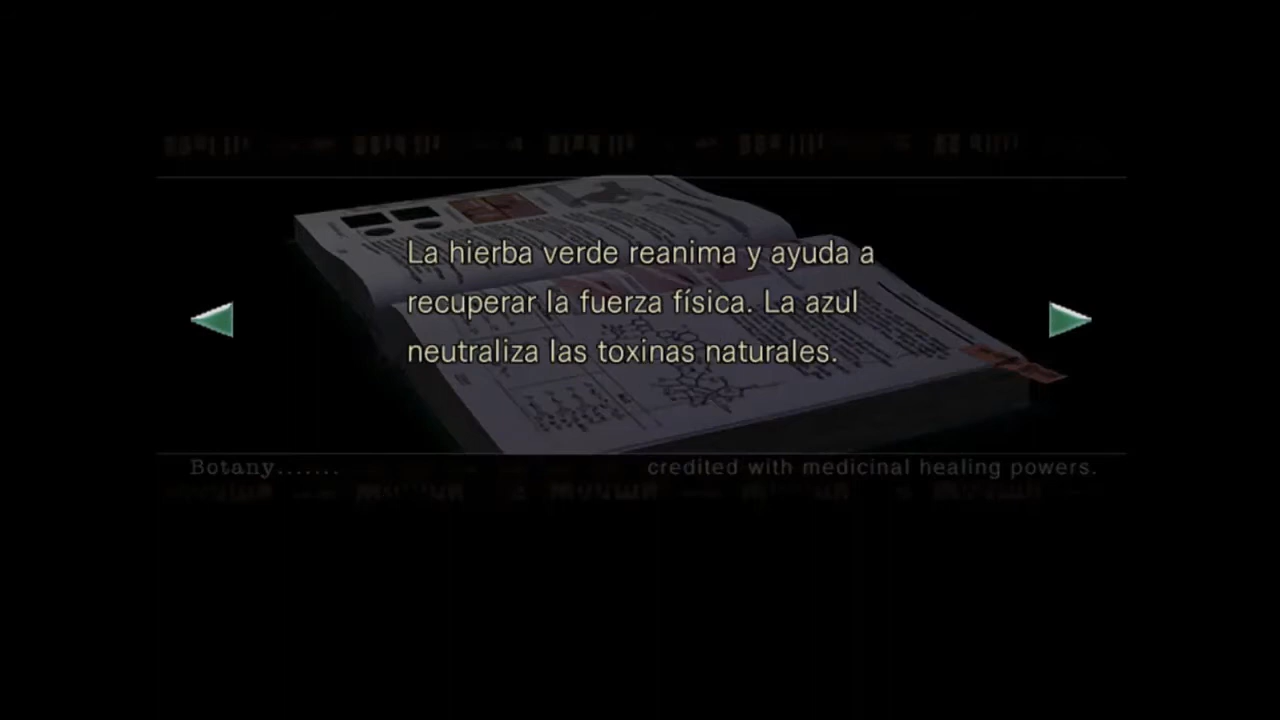 La hierba verde reanima y ayuda a
recuperar la fuerza física. La azul
neutraliza las toxinas naturales.
Botany.......
credited with medicinal healing powers.